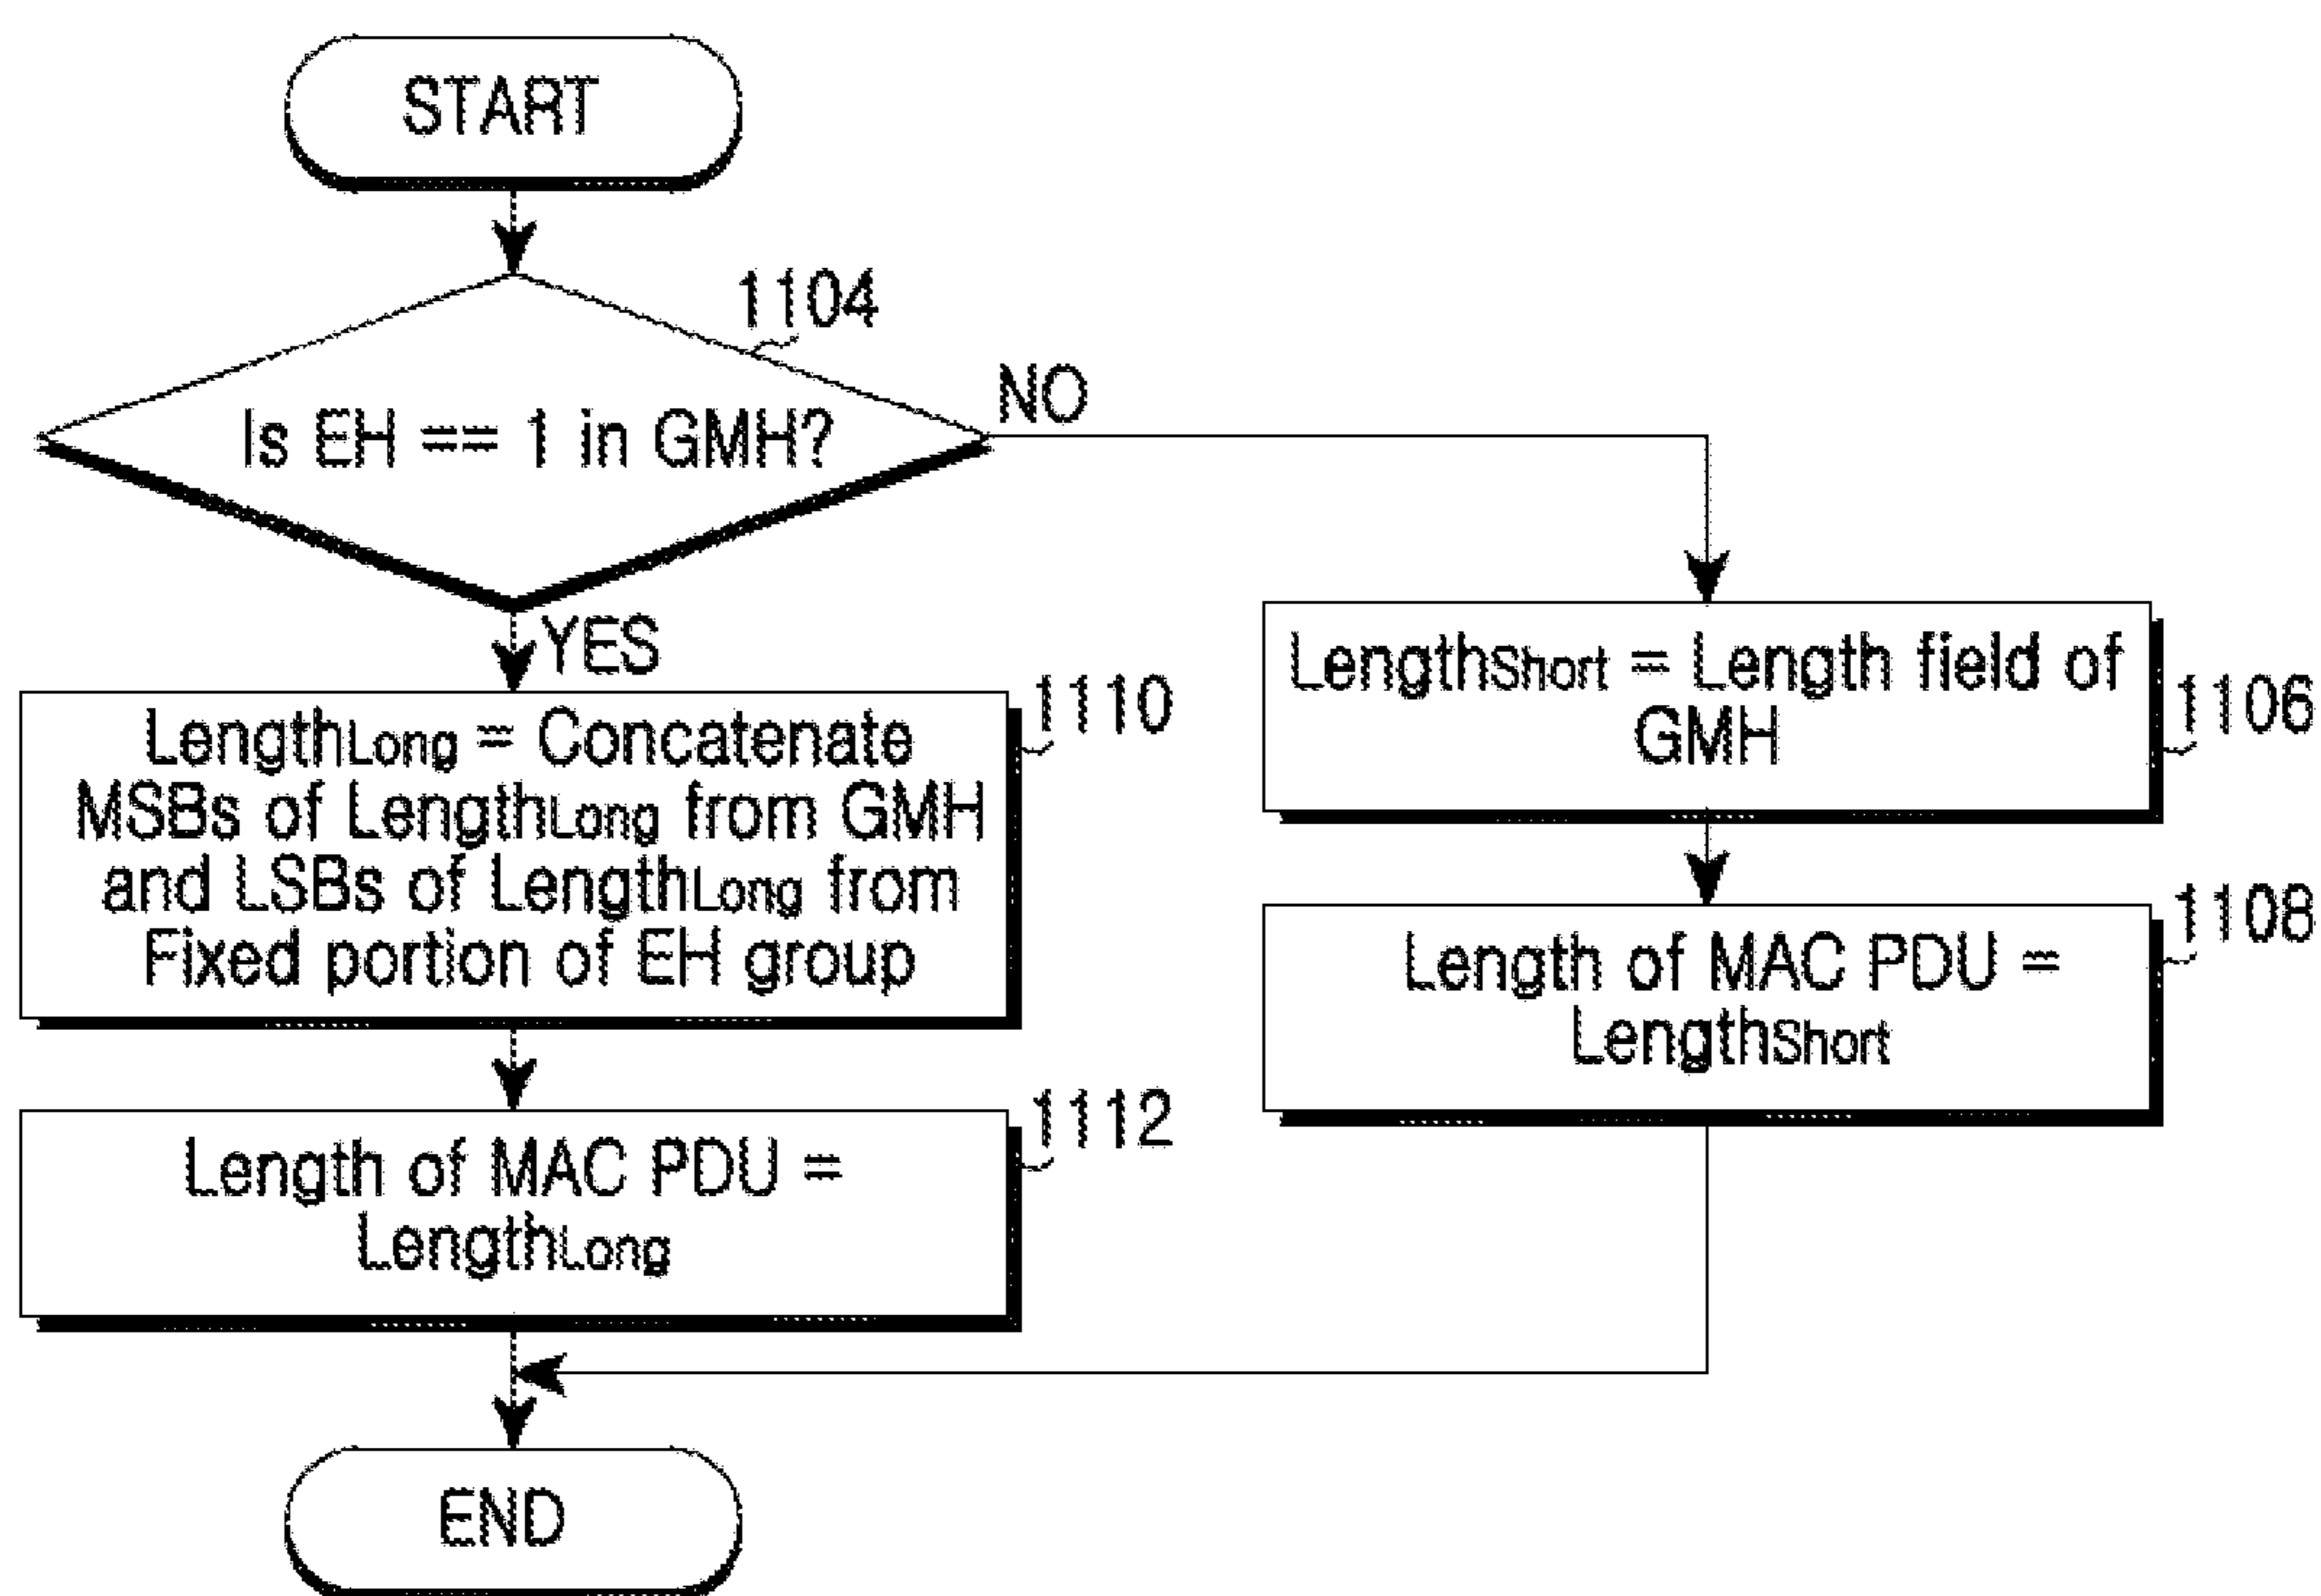 START
1104
Is EH == 1 in GMH?
NO
YES
1110
LengthLong = Concatenate
MSBs of LengthLong from GMH
and LSBs of LengthLong from
Fixed portion of EH group
1112
Length of MAC PDU =
LengthLong
LengthShort = Length field of
GMH
1106
1108
Length of MAC PDU =
LengthShort
END